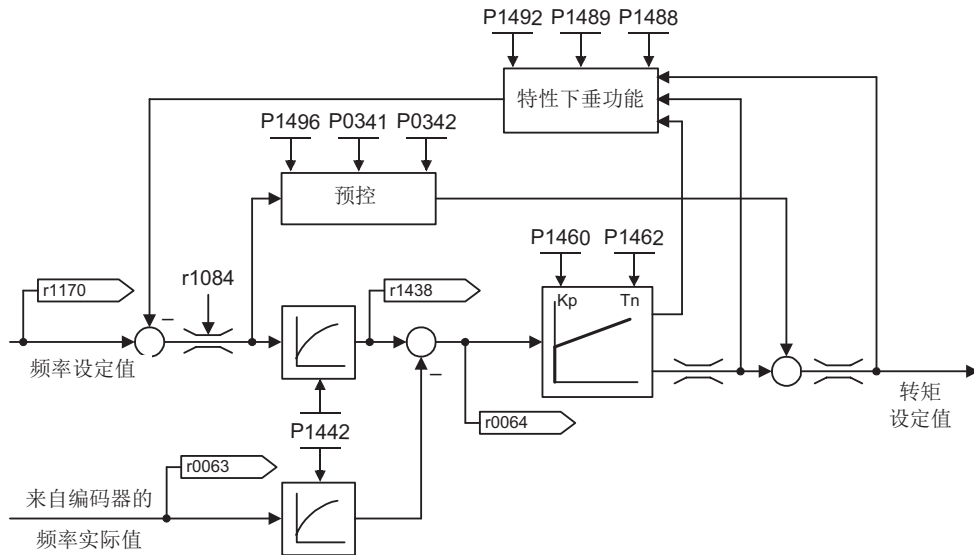 P1492 P1489 P1488
特性下垂功能
P1496 P0341 P0342
预控
P1460 P1462
r1170
r1084
r1438
Kp Tn
频率设定值
r0064
转矩
设定值
P1442
r0063
来自编码器的
频率实际值